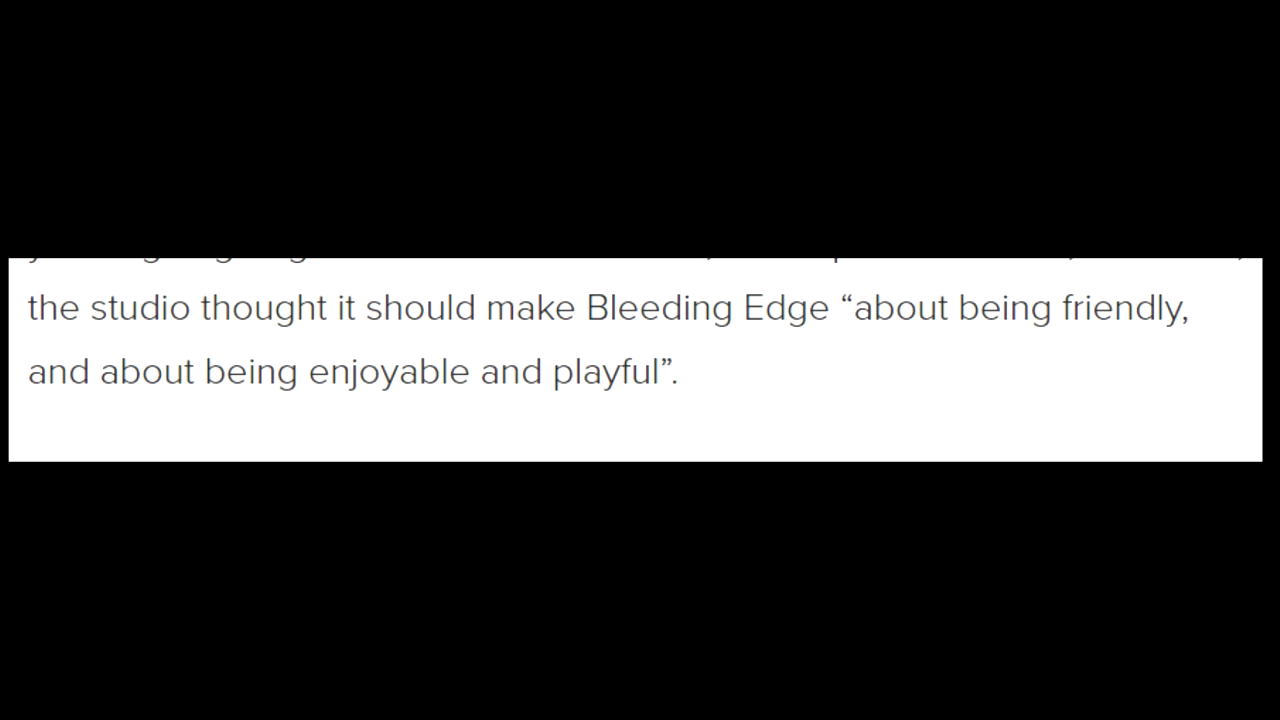 the studio thought it should make Bleeding Edge “about being friendly,
and about being enjoyable and playful”.